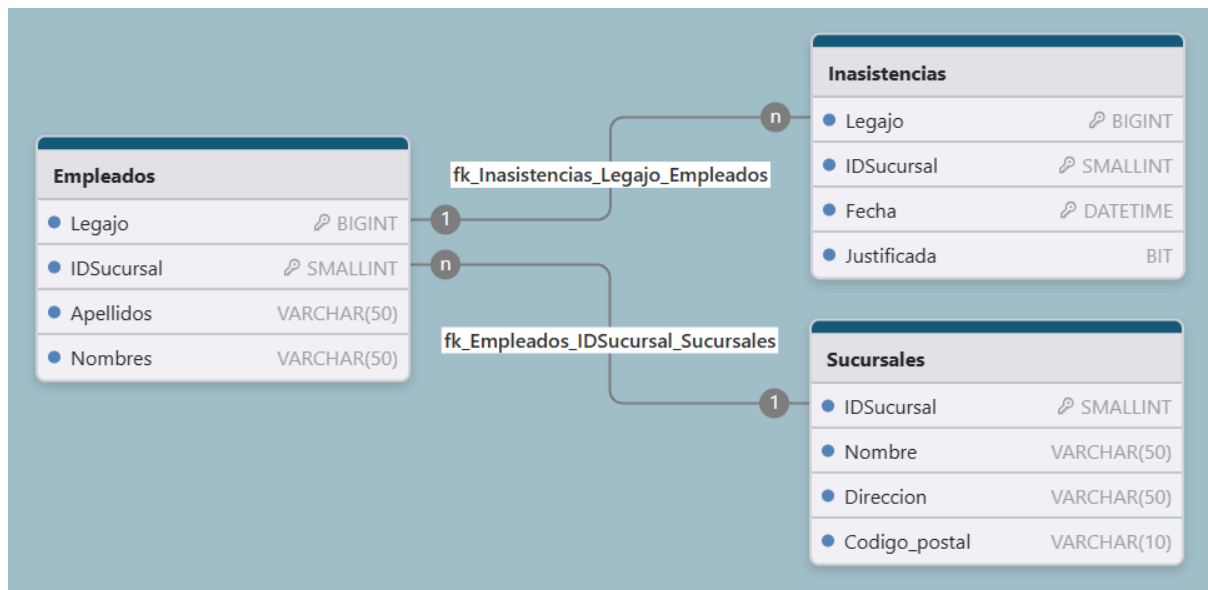 Empleados
Legajo BIGINT
IDSucursal SMALLINT
Apellidos VARCHAR(50)
Nombres VARCHAR(50)
1
n
fk_Inasistencias_Legajo_Empleados
fk_Empleados_IDSucursal_Sucursales
n
1
Inasistencias
Legajo BIGINT
IDSucursal SMALLINT
Fecha DATETIME
Justificada BIT
Sucursales
IDSucursal SMALLINT
Nombre VARCHAR(50)
Direccion VARCHAR(50)
Codigo_postal VARCHAR(10)